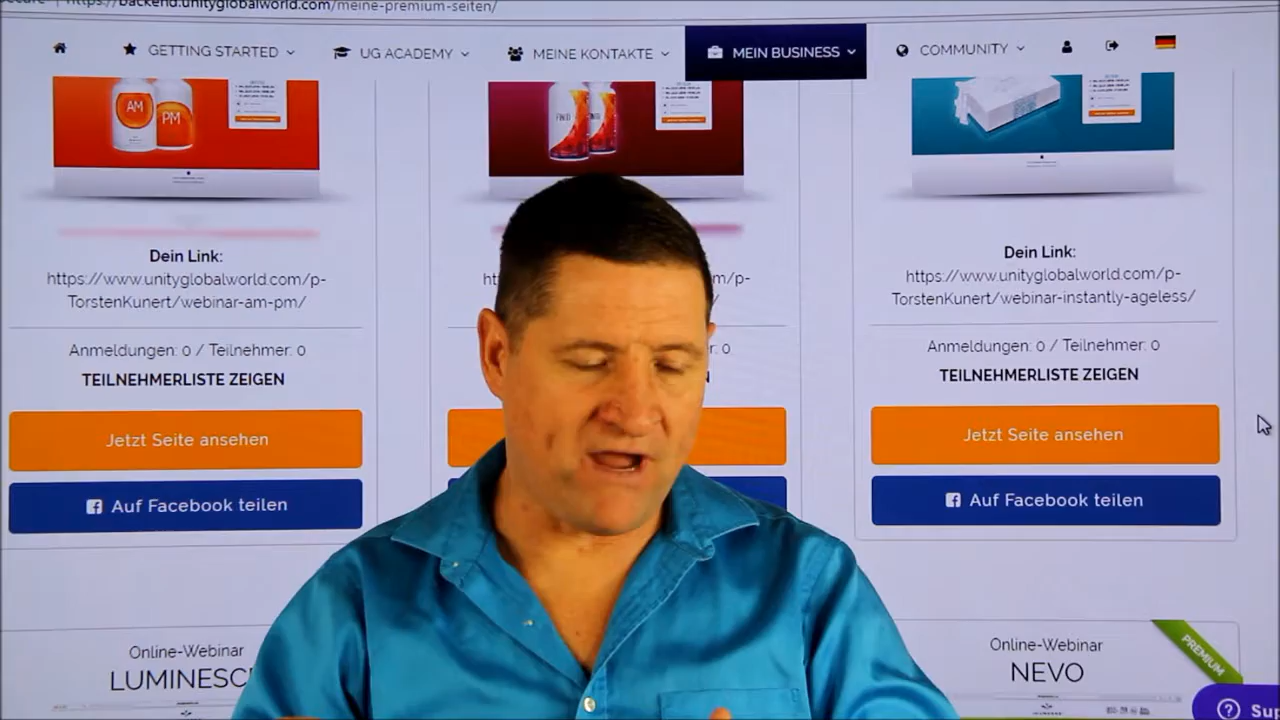 https://backend.unityglobalworld.com/meine-premium-seiten/
GETTING STARTED
UG ACADEMY
MEINE KONTAKTE
MEIN BUSINESS
COMMUNITY
AM
PM
Dein Link:
https://www.unityglobalworld.com/p-
TorstenKunert/webinar-am-pm/
Anmeldungen: 0 / Teilnehmer: 0
TEILNEHMERLISTE ZEIGEN
Jetzt Seite ansehen
Auf Facebook teilen
Dein Link:
https://www.unityglobalworld.com/p-
TorstenKunert/webinar-instantly-ageless/
Anmeldungen: 0 / Teilnehmer: 0
TEILNEHMERLISTE ZEIGEN
Jetzt Seite ansehen
Auf Facebook teilen
Online-Webinar
LUMINESC
Online-Webinar
NEVO
PREMIUM